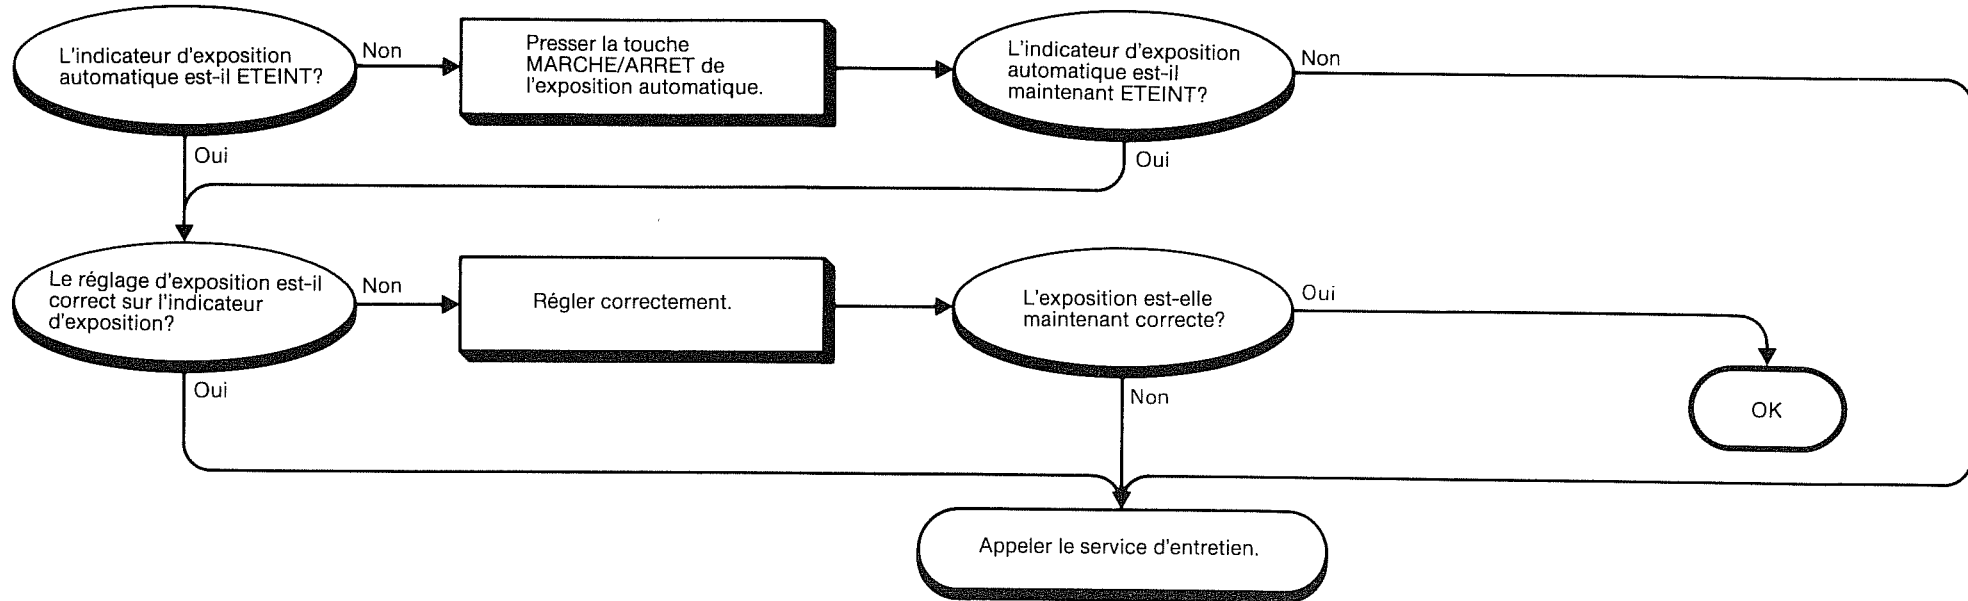 L'indicateur d'exposition
automatique est-il ETEINT?
Non
Presser la touche
MARCHE/ARRET de
l'exposition automatique.
L'indicateur d'exposition
automatique est-il
maintenant ETEINT?
Non
Oui
Oui
Le réglage d'exposition est-il
correct sur l'indicateur
d'exposition?
Non
Régler correctement.
L'exposition est-elle
maintenant correcte?
Oui
Oui
Non
OK
Appeler le service d'entretien.